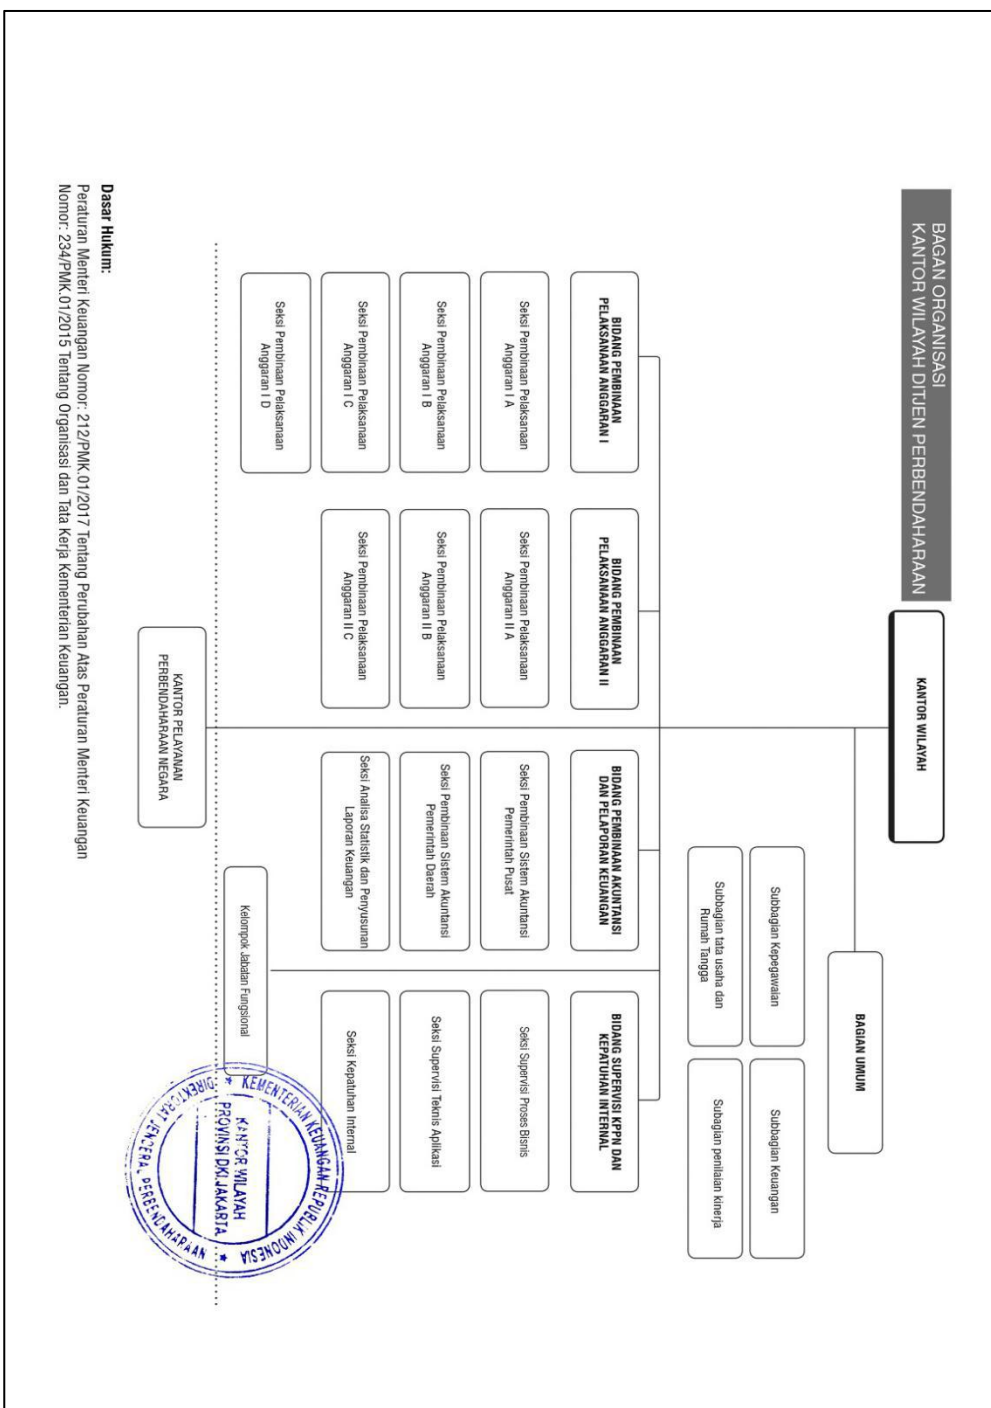 BAGAN ORGANISASI
KANTOR WILAYAH DITJEN PERBENDAHARAAN
KANTOR WILAYAH
BAGIAN UMUM
Subbagian Kepegawaian
Subbagian Keuangan
Subbagian tata usaha dan
Rumah Tangga
Subagian penilaian kinerja
BIDANG PEMBINAAN
PELAKSANAAN ANGGARAN I
BIDANG PEMBINAAN
PELAKSANAAN ANGGARAN II
BIDANG PEMBINAAN AKUNTANSI
DAN PELAPORAN KEUANGAN
BIDANG SUPERVISI KPPN DAN
KEPATUHAN INTERNAL
Seksi Pembinaan Pelaksanaan
Anggaran I A
Seksi Pembinaan Pelaksanaan
Anggaran II A
Seksi Pembinaan Sistem Akuntansi
Pemerintah Pusat
Seksi Supervisi Proses Bisnis
Seksi Pembinaan Pelaksanaan
Anggaran I B
Seksi Pembinaan Pelaksanaan
Anggaran II B
Seksi Pembinaan Sistem Akuntansi
Pemerintah Daerah
Seksi Supervisi Teknis Aplikasi
Seksi Pembinaan Pelaksanaan
Anggaran I C
Seksi Pembinaan Pelaksanaan
Anggaran II C
Seksi Analisa Statistik dan Penyusunan
Laporan Keuangan
Seksi Kepatuhan Internal
Seksi Pembinaan Pelaksanaan
Anggaran I D
Kelompok Jabatan Fungsional
KANTOR PELAYANAN
PERBENDAHARAAN NEGARA
KEMENTERIAN KEUANGAN REPUBLIK INDONESIA
KANTOR WILAYAH
PROVINSI DKI JAKARTA
DIREKTORAT JENDERAL PERBENDAHARAAN
Dasar Hukum:
Peraturan Menteri Keuangan Nomor: 212/PMK.01/2017 Tentang Perubahan Atas Peraturan Menteri Keuangan
Nomor: 234/PMK.01/2015 Tentang Organisasi dan Tata Kerja Kementerian Keuangan.